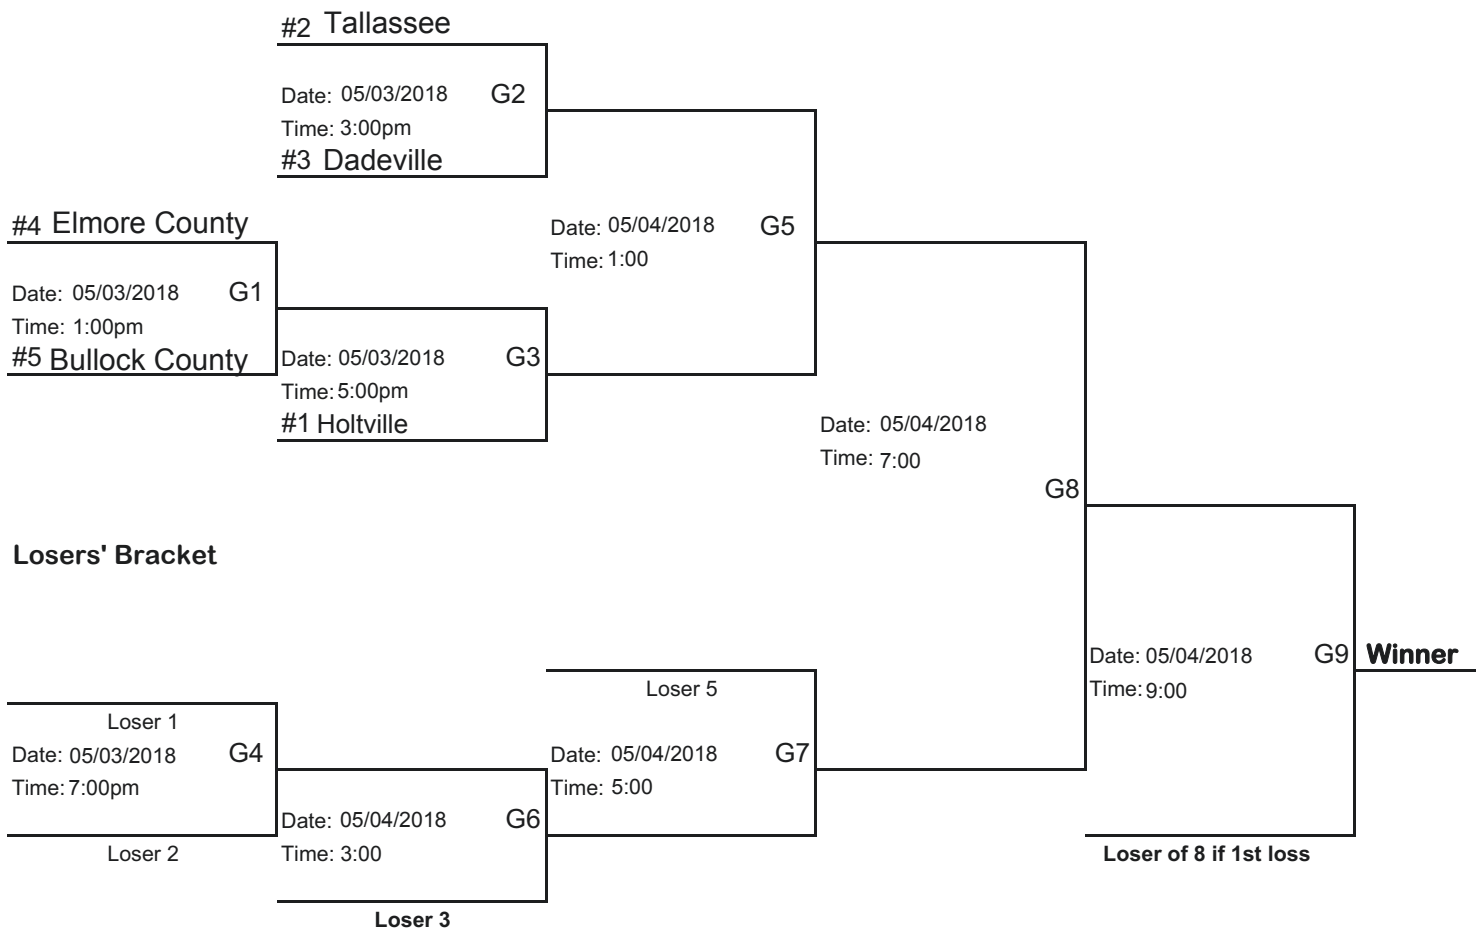 #2 Tallassee
Date: 05/03/2018 G2
Time: 3:00pm
#3 Dadeville
#4 Elmore County
Date: 05/03/2018 G1
Time: 1:00pm
#5 Bullock County
Date: 05/04/2018 G5
Time: 1:00
Date: 05/03/2018 G3
Time: 5:00pm
#1 Holtville
Date: 05/04/2018
Time: 7:00
G8
Losers' Bracket
Date: 05/04/2018 G9
Time: 9:00
Winner
Loser 5
Loser 1
Date: 05/03/2018 G4
Time: 7:00pm
Loser 2
Date: 05/04/2018 G7
Time: 5:00
Date: 05/04/2018 G6
Time: 3:00
Loser 3
Loser of 8 if 1st loss